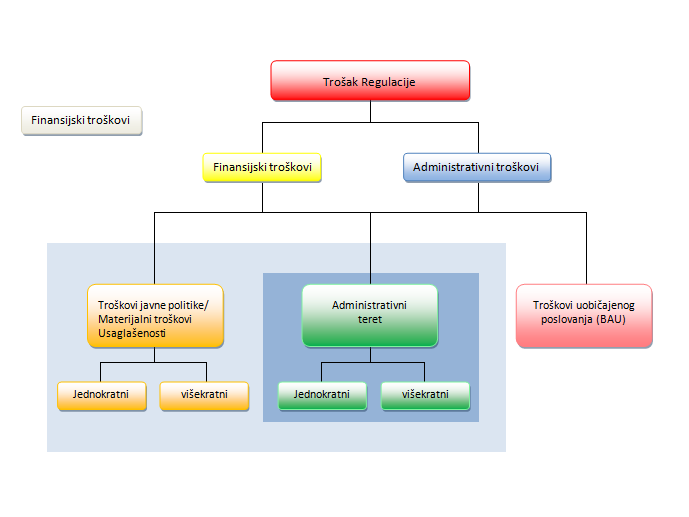 Trošak Regulacije
Finansijski troškovi
Finansijski troškovi
Administrativni troškovi
Troškovi javne politike/
Materijalni troškovi
Usaglašenosti
Administrativni
teret
Troškovi uobičajenog
poslovanja (BAU)
Jednokratni
višekratni
Jednokratni
višekratni